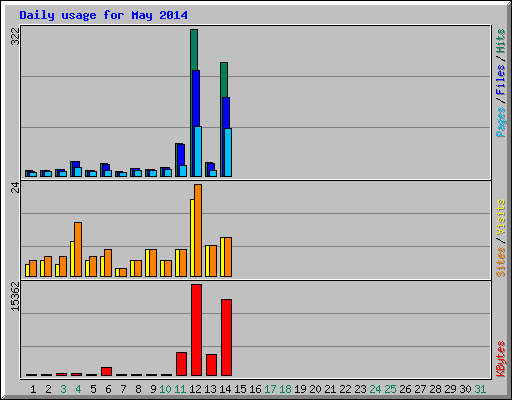 Daily usage for May 2014
322
Pages/Files/Hits
24
Sites/Visits
15362
KBytes
1 2 3 4 5 6 7 8 9 10 11 12 13 14 15 16 17 18 19 20 21 22 23 24 25 26 27 28 29 30 31